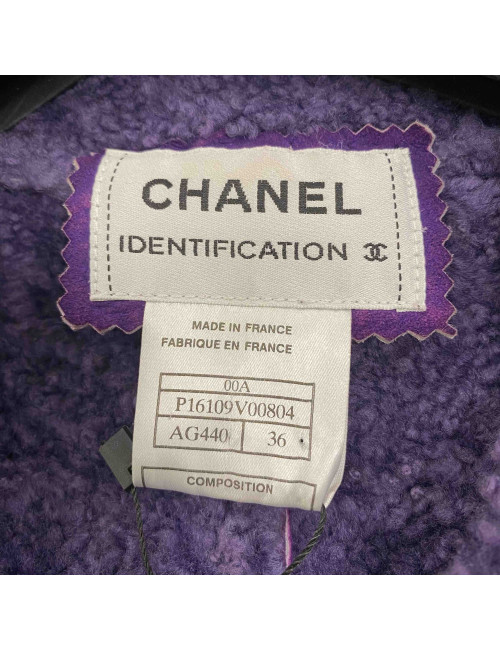 CHANEL
IDENTIFICATION
MADE IN FRANCE
FABRIQUE EN FRANCE
00A
P16109V00804
AG440 36
COMPOSITION